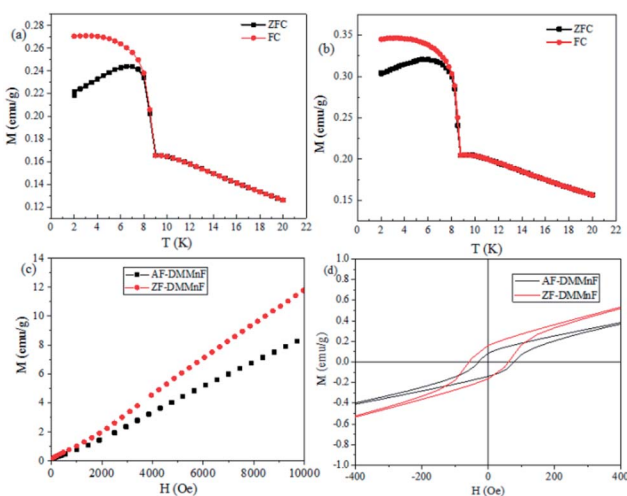 (a)
ZFC
FC
M (emu/g)
0.28
0.26
0.24
0.22
0.20
0.18
0.16
0.14
0.12
0 2 4 6 8 10 12 14 16 18 20 22
T (K)
(b)
ZFC
FC
M (emu/g)
0.35
0.30
0.25
0.20
0.15
0 2 4 6 8 10 12 14 16 18 20 22
T (K)
(c)
AF-DMMnF
ZF-DMMnF
M (emu/g)
14
12
10
8
6
4
2
0
0 2000 4000 6000 8000 10000
H (Oe)
(d)
AF-DMMnF
ZF-DMMnF
M (emu/g)
1.0
0.8
0.6
0.4
0.2
0.0
-0.2
-0.4
-0.6
-0.8
-1.0
-400 -200 0 200 400
H (Oe)